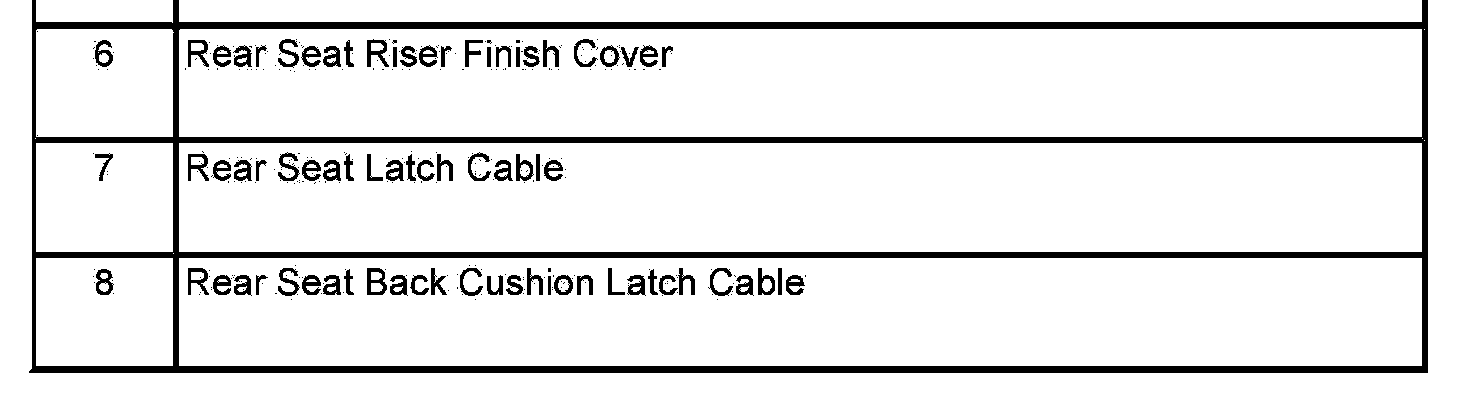 6 Rear Seat Riser Finish Cover
7 Rear Seat Latch Cable
8 Rear Seat Back Cushion Latch Cable